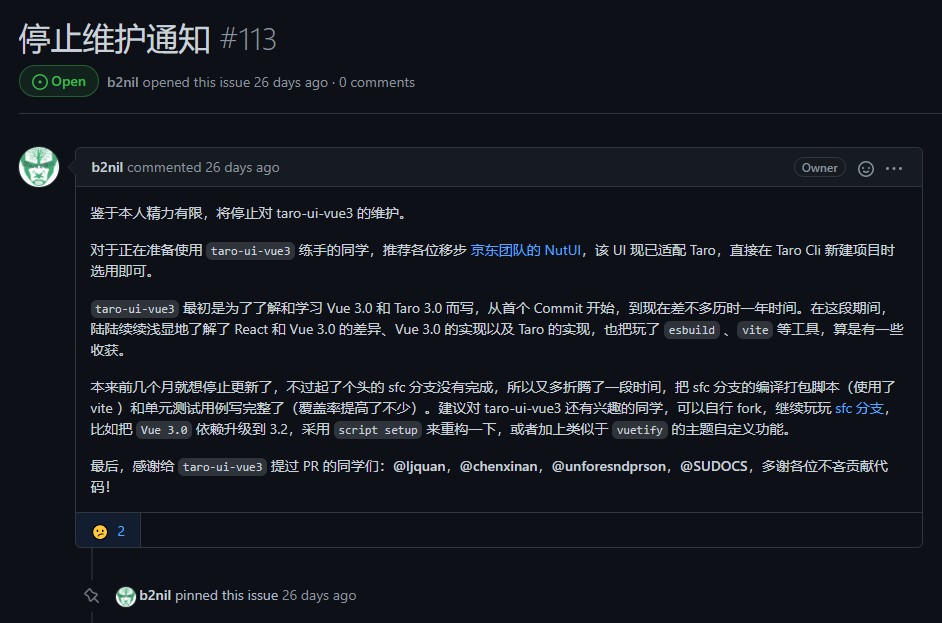 停止维护通知 #113
Open b2nil opened this issue 26 days ago · 0 comments
b2nil commented 26 days ago Owner
鉴于本人精力有限，将停止对 taro-ui-vue3 的维护。
对于正在准备使用 taro-ui-vue3 练手的同学，推荐各位移步 京东团队的 NutUI，该 UI 现已适配 Taro，直接在 Taro Cli 新建项目时
选用即可。
taro-ui-vue3 最初是为了了解和学习 Vue 3.0 和 Taro 3.0 而写，从首个 Commit 开始，到现在差不多历时一年时间。在这段期间，
陆陆续续浅显地了解了 React 和 Vue 3.0 的差异、Vue 3.0 的实现以及 Taro 的实现，也把玩了 esbuild 、vite 等工具，算是有一些
收获。
本来前几个月就想停止更新了，不过起了个头的 sfc 分支没有完成，所以又多折腾了一段时间，把 sfc 分支的编译打包脚本（使用了
vite ）和单元测试用例写完整了（覆盖率提高了不少）。建议对 taro-ui-vue3 还有兴趣的同学，可以自行 fork，继续玩玩 sfc 分支，
比如把 Vue 3.0 依赖升级到 3.2，采用 script setup 来重构一下，或者加上类似于 vuetify 的主题自定义功能。
最后，感谢给 taro-ui-vue3 提过 PR 的同学们：@ljquan，@chenxinan，@unforesndprson，@SUDOCS，多谢各位不吝贡献代
码！
2
b2nil pinned this issue 26 days ago